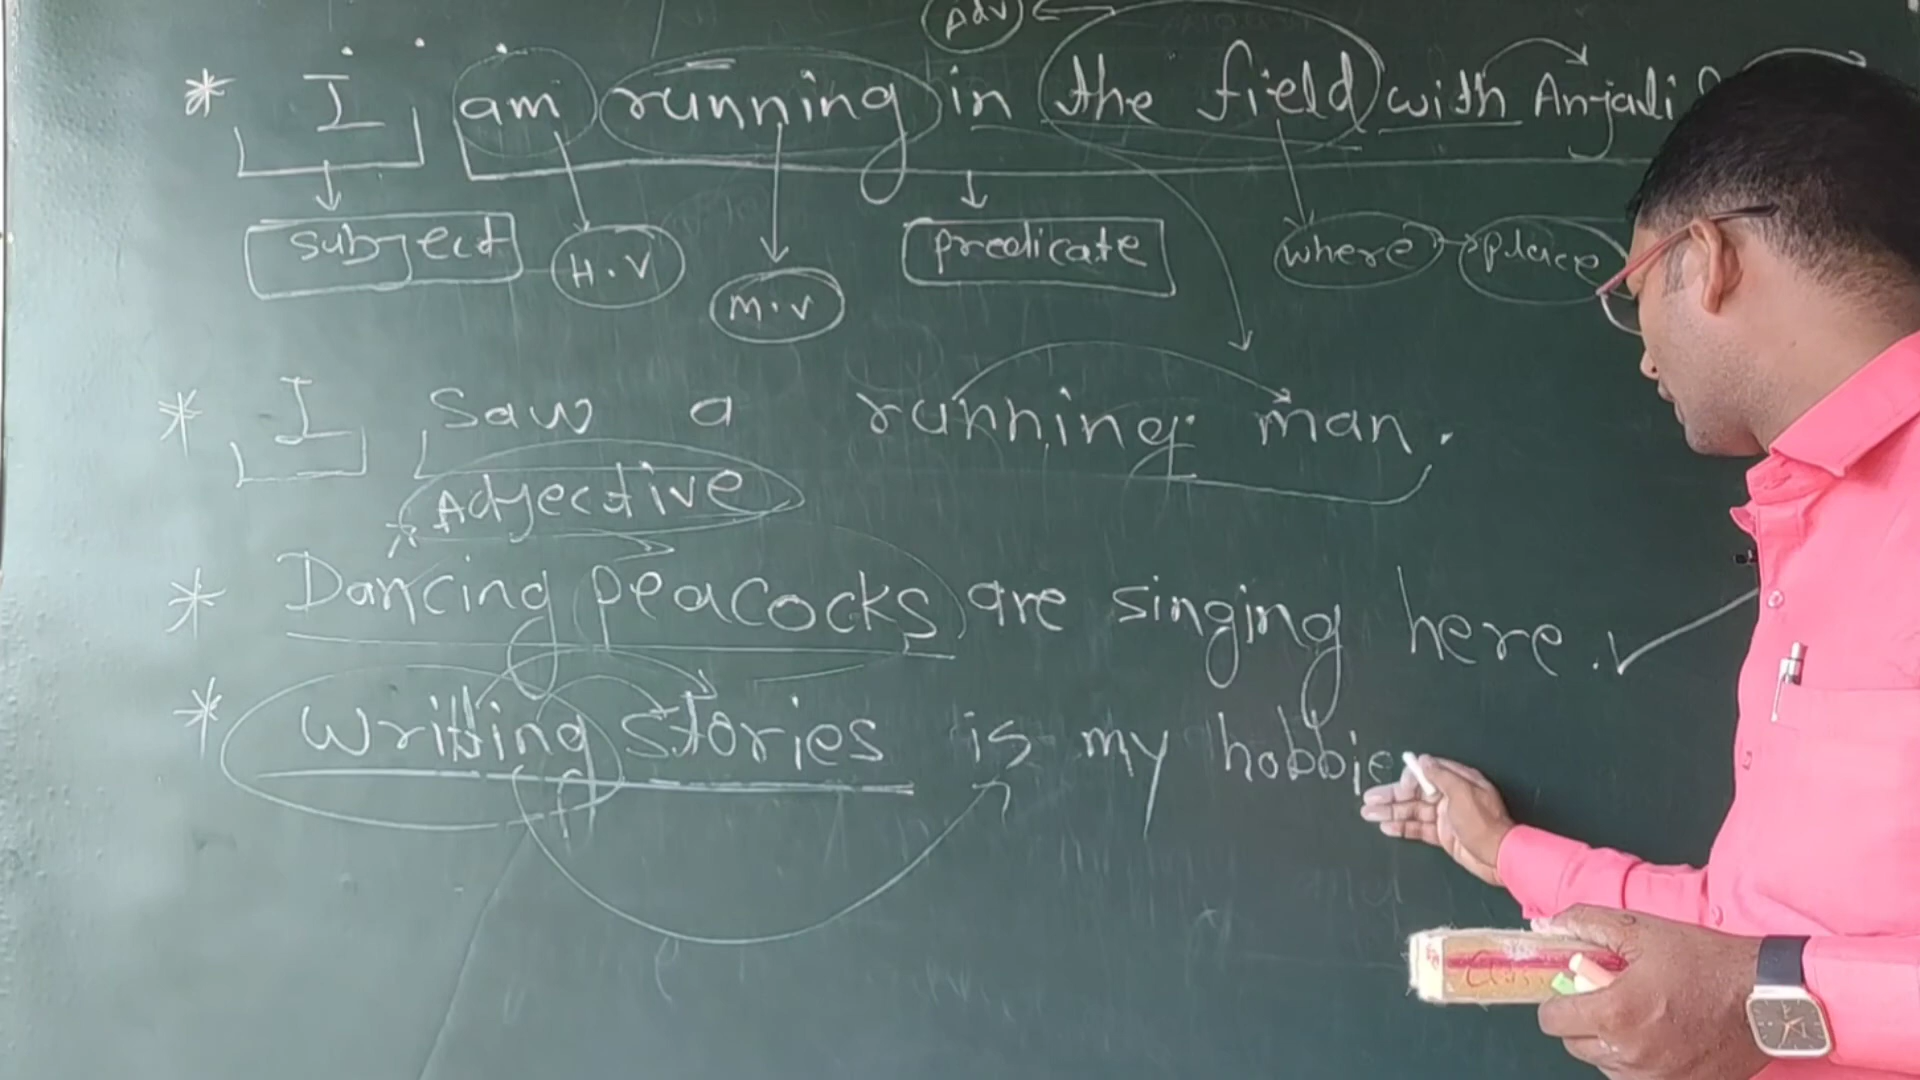 Adv
* I am running in the field with Anjali
subject H.V M.V predicate where place
* I saw a running man.
Adjective
* Dancing peacocks are singing here.
* Writing stories is my hobbies